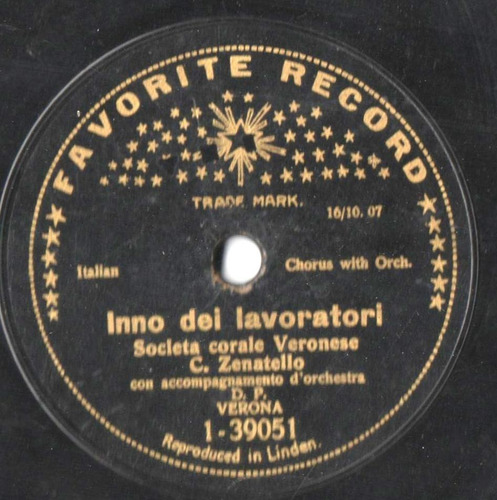 FAVORITE RECORD
TRADE MARK.
16/10. 07
Italian
Chorus with Orch.
Inno dei lavoratori
Societa corale Veronese
C. Zenatello
con accompagnamento d'orchestra
D. P.
VERONA
1-39051
Reproduced in Linden.